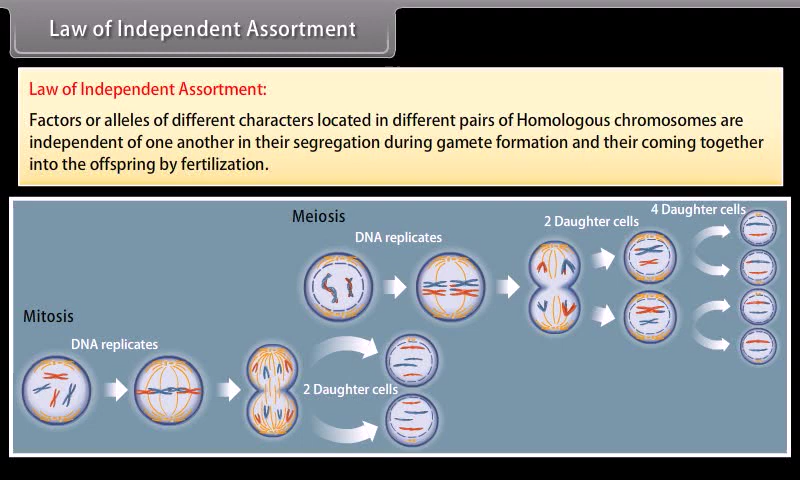 Law of Independent Assortment
Law of Independent Assortment:
Factors or alleles of different characters located in different pairs of Homologous chromosomes are
independent of one another in their segregation during gamete formation and their coming together
into the offspring by fertilization.
Meiosis
DNA replicates
2 Daughter cells
4 Daughter cells
Mitosis
DNA replicates
2 Daughter cells